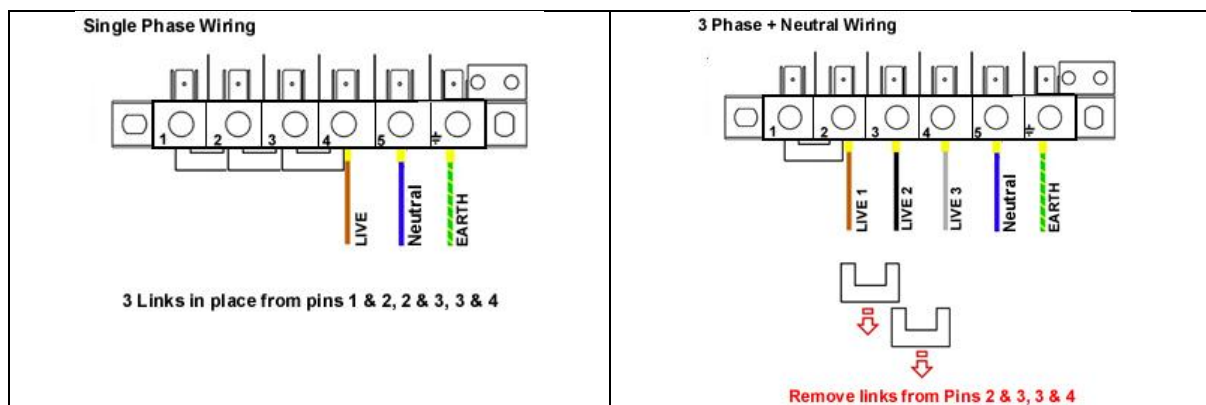 Single Phase Wiring
1 2 3 4 5
LIVE
Neutral
EARTH
3 Links in place from pins 1 & 2, 2 & 3, 3 & 4
3 Phase + Neutral Wiring
1 2 3 4 5
LIVE 1
LIVE 2
LIVE 3
Neutral
EARTH
Remove links from Pins 2 & 3, 3 & 4